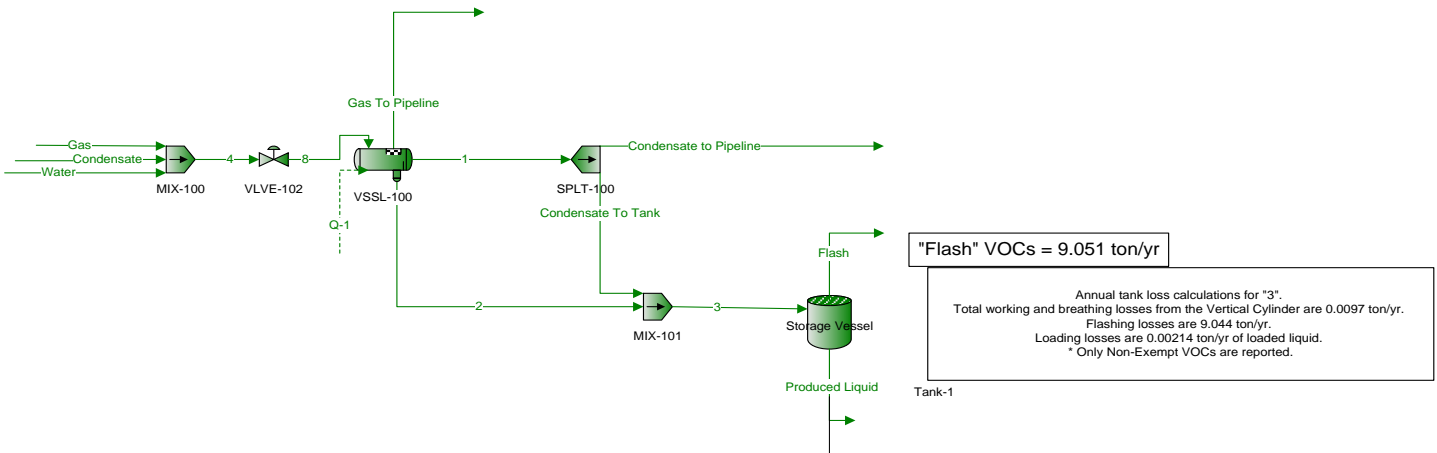 Gas To Pipeline
Gas
Condensate
Water
4
8
1
Condensate to Pipeline
MIX-100
VLVE-102
VSSL-100
SPLT-100
Q-1
Condensate To Tank
Flash
"Flash" VOCs = 9.051 ton/yr
2
3
MIX-101
Storage Vessel
Annual tank loss calculations for "3".
Total working and breathing losses from the Vertical Cylinder are 0.0097 ton/yr.
Flashing losses are 9.044 ton/yr.
Loading losses are 0.00214 ton/yr of loaded liquid.
* Only Non-Exempt VOCs are reported.
Produced Liquid
Tank-1